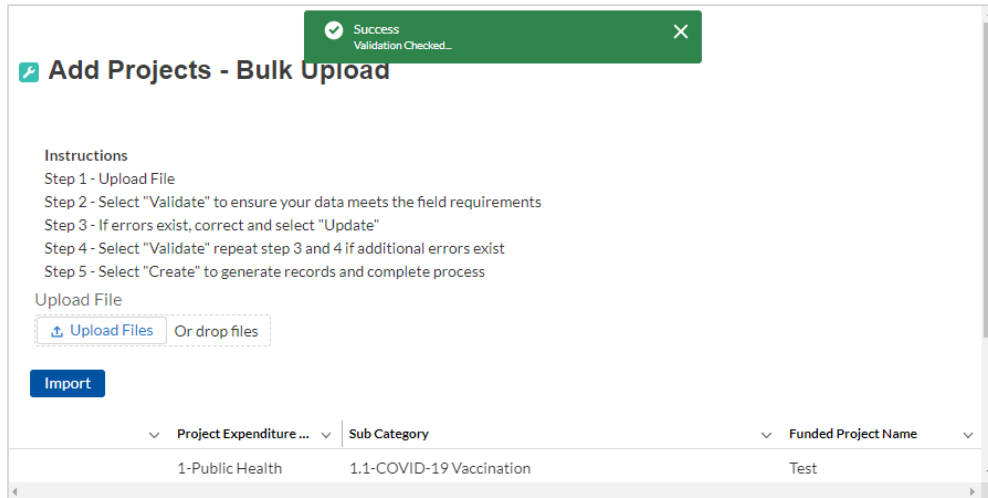 Success
Validation Checked...
Add Projects - Bulk Upload
Instructions
Step 1 - Upload File
Step 2 - Select "Validate" to ensure your data meets the field requirements
Step 3 - If errors exist, correct and select "Update"
Step 4 - Select "Validate" repeat step 3 and 4 if additional errors exist
Step 5 - Select "Create" to generate records and complete process
Upload File
Upload Files Or drop files
Import
Project Expenditure ... Sub Category Funded Project Name
1-Public Health 1.1-COVID-19 Vaccination Test